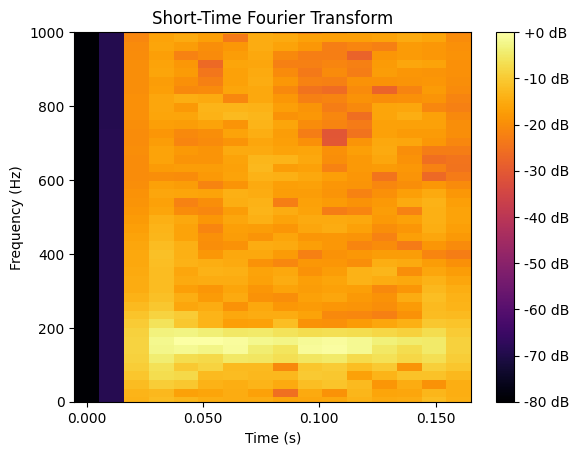 Short-Time Fourier Transform
1000
800
600
400
200
0
Frequency (Hz)
0.000
0.050
0.100
0.150
Time (s)
+0 dB
-10 dB
-20 dB
-30 dB
-40 dB
-50 dB
-60 dB
-70 dB
-80 dB